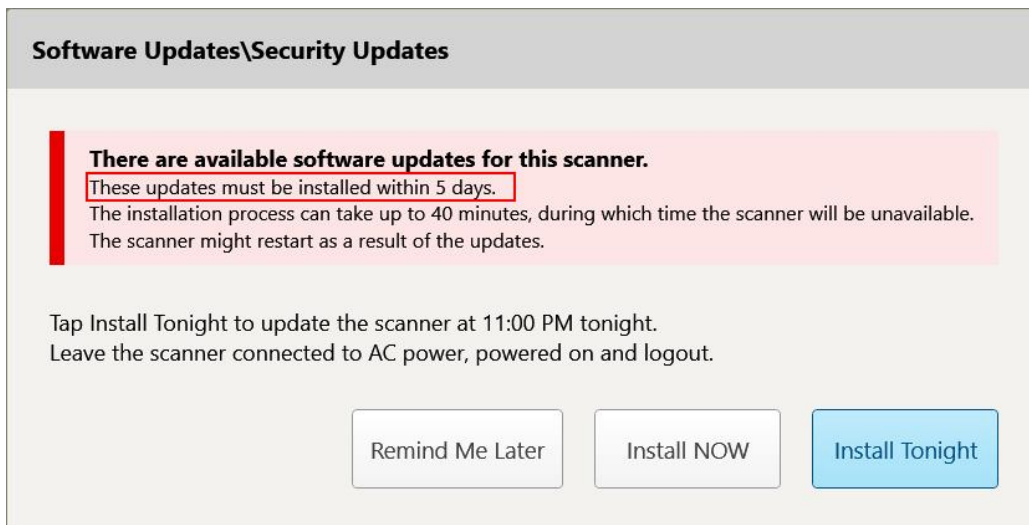 Software Updates\Security Updates
There are available software updates for this scanner.
These updates must be installed within 5 days.
The installation process can take up to 40 minutes, during which time the scanner will be unavailable.
The scanner might restart as a result of the updates.
Tap Install Tonight to update the scanner at 11:00 PM tonight.
Leave the scanner connected to AC power, powered on and logout.
Remind Me Later
Install NOW
Install Tonight